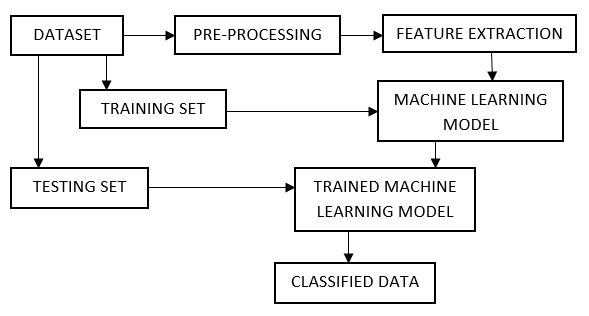 DATASET
PRE-PROCESSING
FEATURE EXTRACTION
TRAINING SET
MACHINE LEARNING
MODEL
TESTING SET
TRAINED MACHINE
LEARNING MODEL
CLASSIFIED DATA